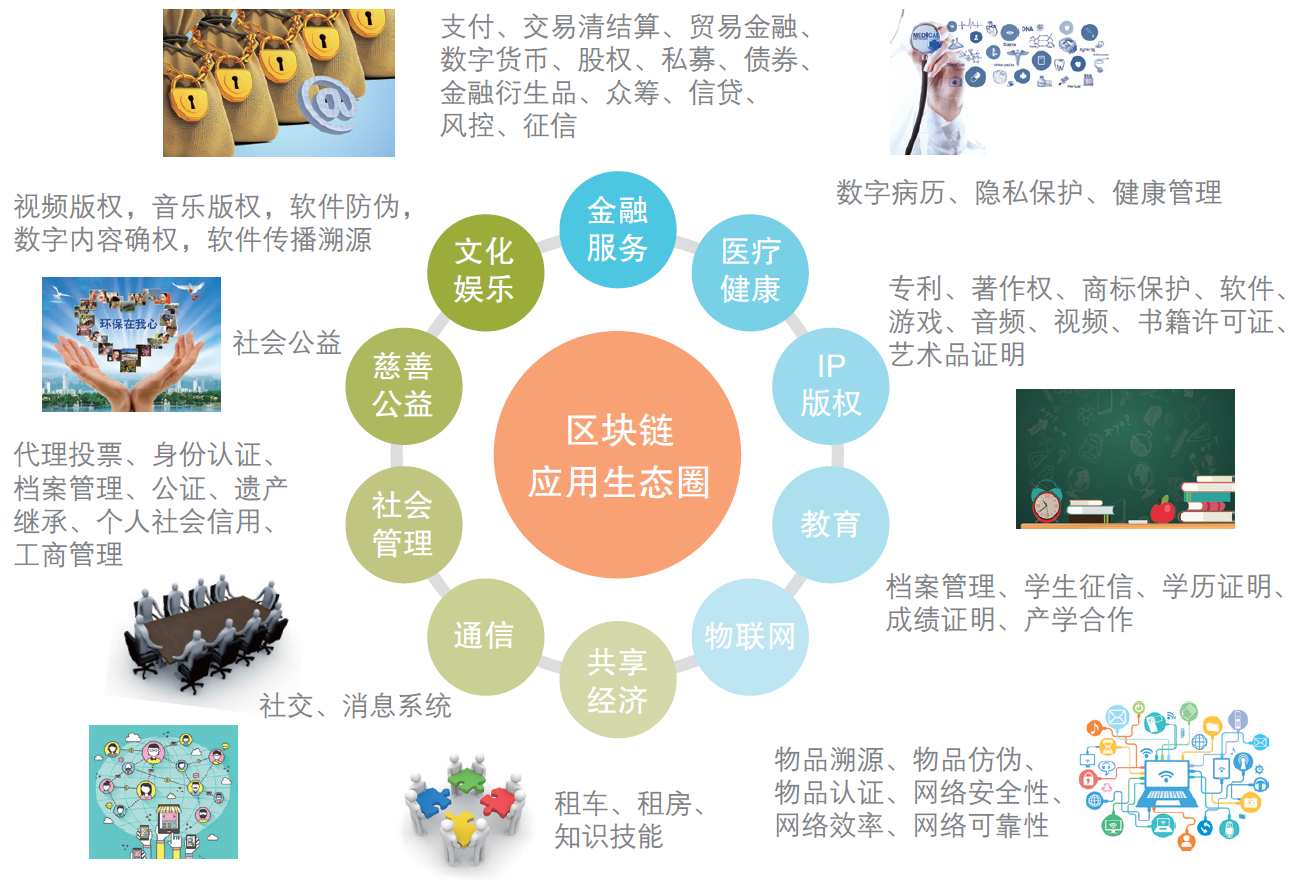 支付、交易清结算、贸易金融、
数字货币、股权、私募、债券、
金融衍生品、众筹、信贷、
风控、征信
MEDICAL
DNA
数字病历、隐私保护、健康管理
视频版权，音乐版权，软件防伪，
数字内容确权，软件传播溯源
金融
服务
文化
娱乐
医疗
健康
专利、著作权、商标保护、软件、
游戏、音频、视频、书籍许可证、
艺术品证明
环保在我心
社会公益
慈善
公益
IP
版权
区块链
应用生态圈
代理投票、身份认证、
档案管理、公证、遗产
继承、个人社会信用、
工商管理
社会
管理
教育
档案管理、学生征信、学历证明、
成绩证明、产学合作
通信
物联网
共享
经济
社交、消息系统
租车、租房、
知识技能
物品溯源、物品仿伪、
物品认证、网络安全性、
网络效率、网络可靠性